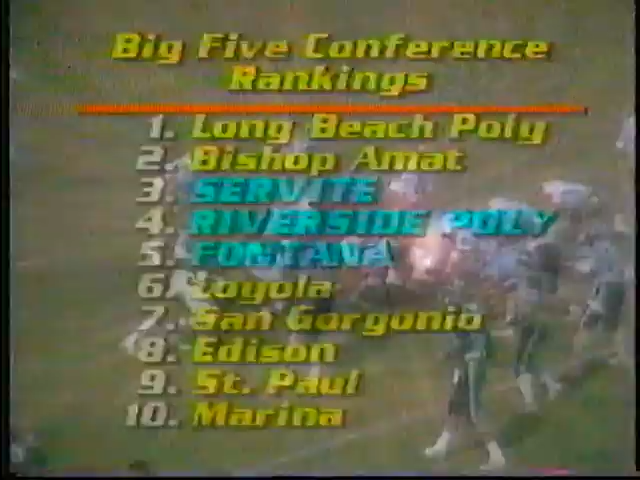 Big Five Conference
Rankings
1. Long Beach Poly
2. Bishop Amat
3. SERVITE
4. RIVERSIDE POLY
5. FONTANA
6. Loyola
7. San Gorgonio
8. Edison
9. St. Paul
10. Marina